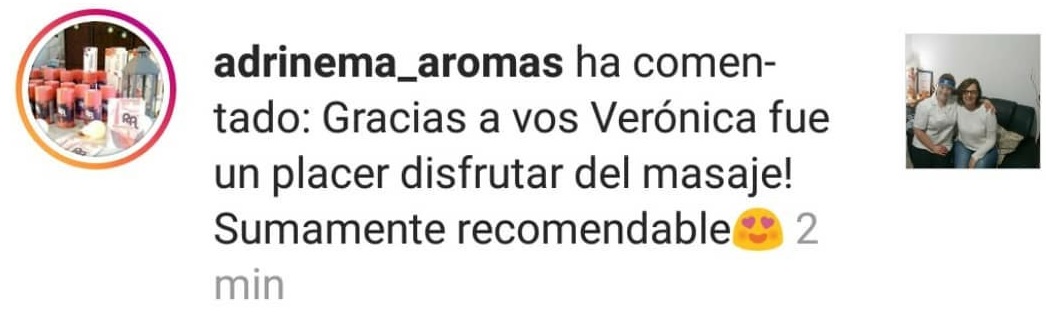 adrinema_aromas ha comen-
tado: Gracias a vos Verónica fue
un placer disfrutar del masaje!
Sumamente recomendable😍 2
min